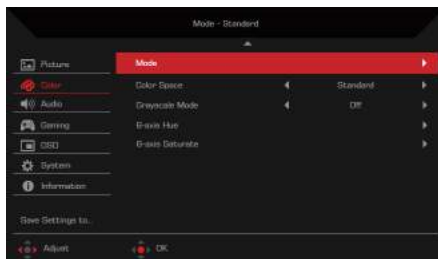 Mode - Standard
Picture
Color
Audio
Gaming
OSD
System
Information
Mode
Color Space Standard
Grayscale Mode Off
6-axis Hue
6-axis Saturate
Save Settings to..
Adjust OK